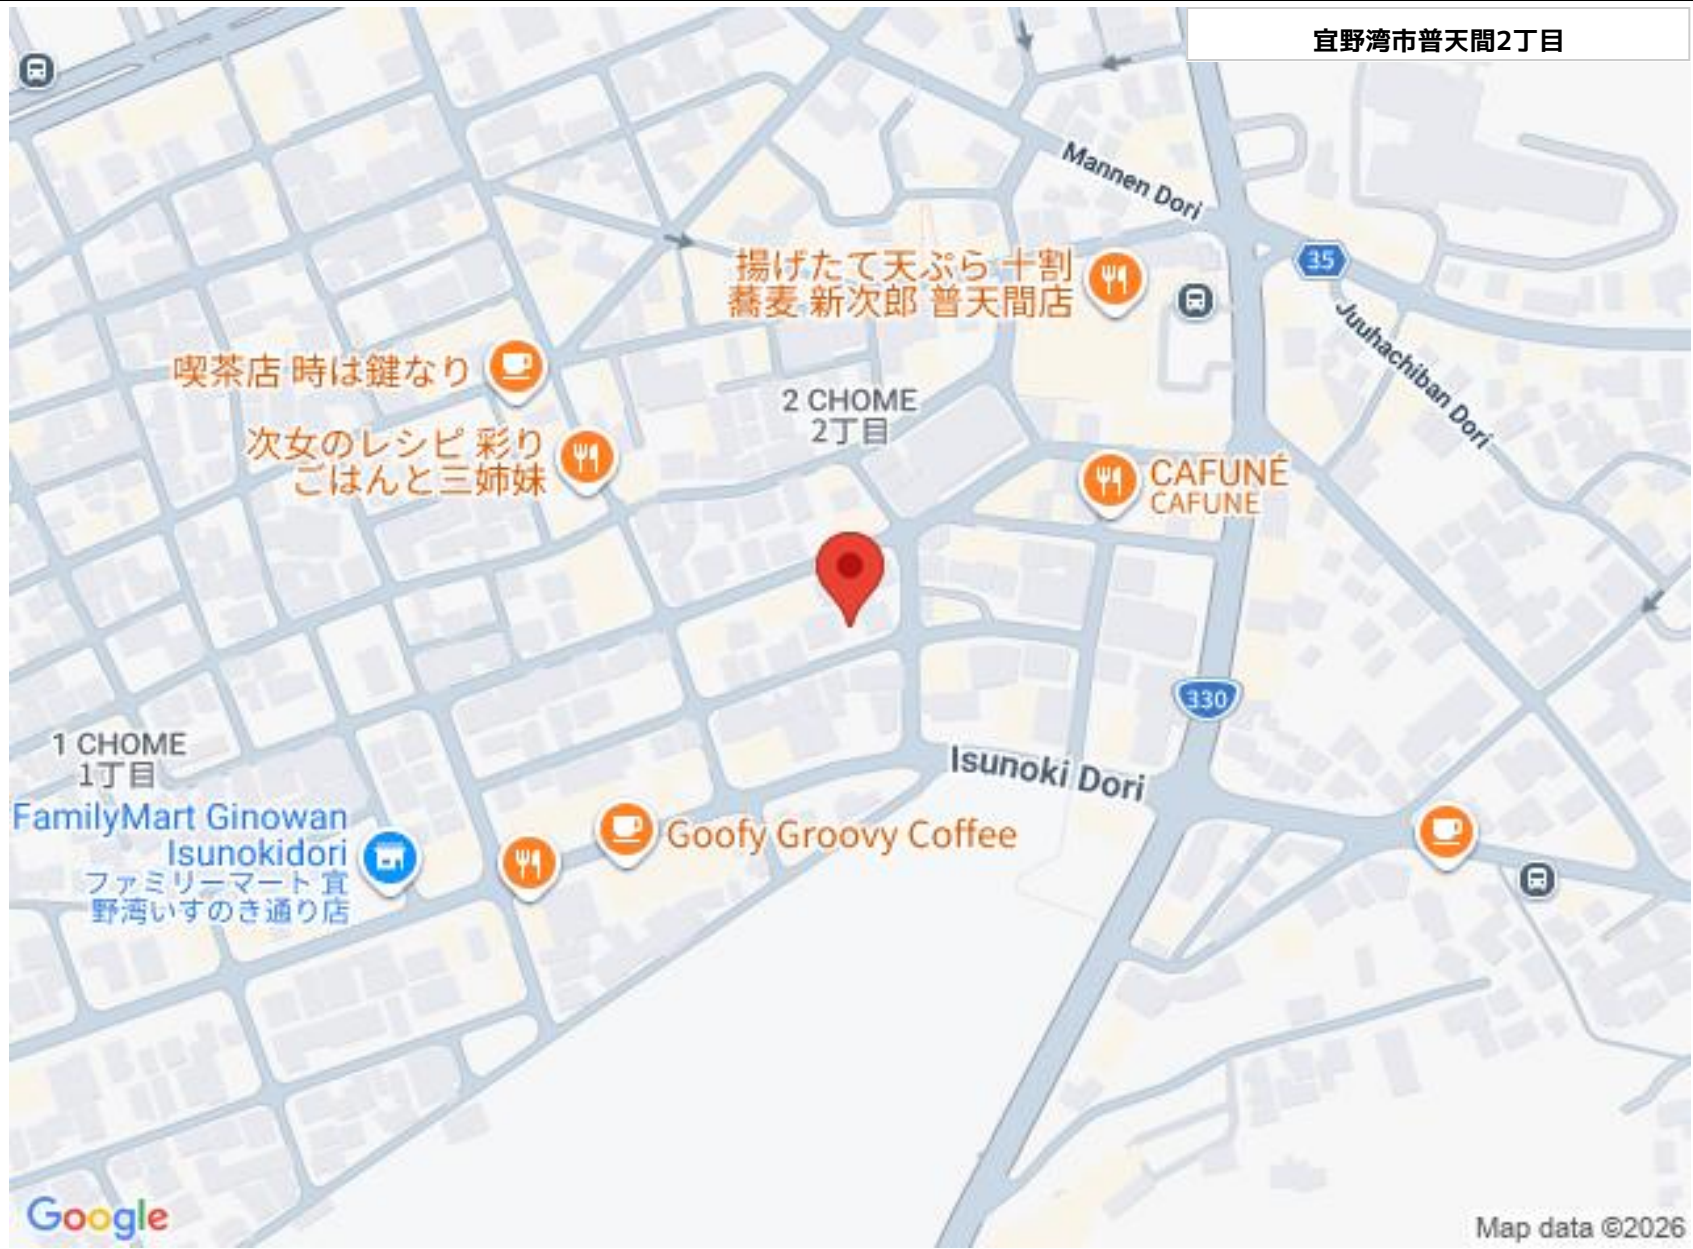 宜野湾市普天間2丁目
Mannen Dori
35
揚げたて天ぷら 十割
蕎麦 新次郎 普天間店
Juuhachiban Dori
喫茶店 時は鍵なり
2 CHOME
2丁目
次女のレシピ 彩り
ごはんと三姉妹
CAFUNÉ
CAFUNE
330
1 CHOME
1丁目
Isunoki Dori
FamilyMart Ginowan
Isunokidori
ファミリーマート 宜
野湾いすのき通り店
Goofy Groovy Coffee
Google
Map data ©2026